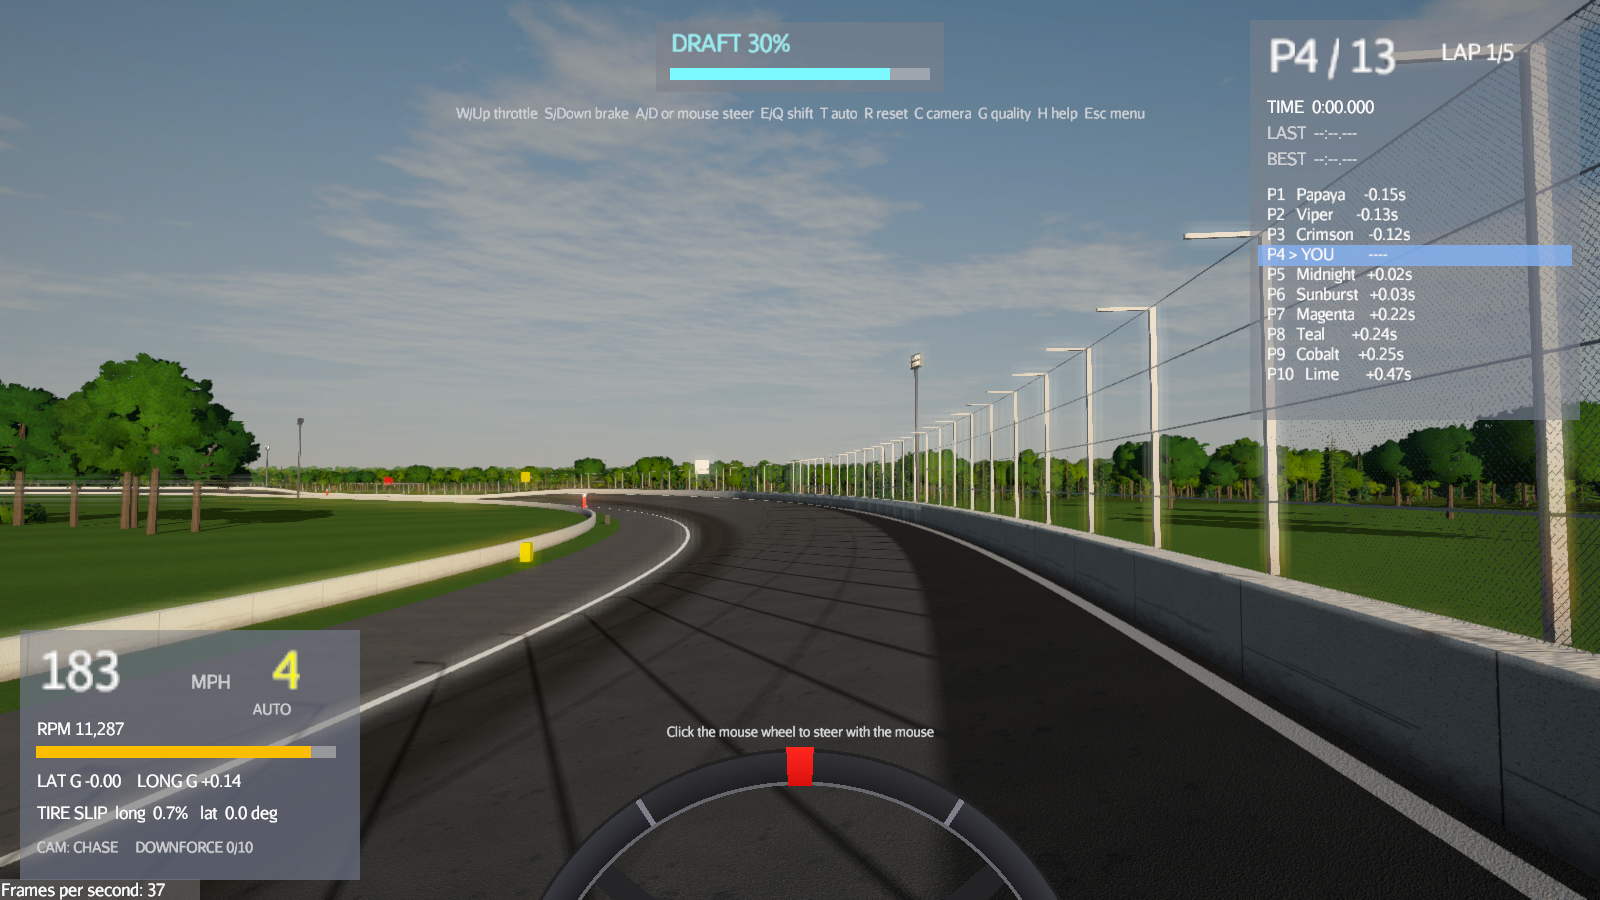 DRAFT 30%
W/Up throttle S/Down brake A/D or mouse steer E/Q shift T auto R reset C camera G quality H help Esc menu
P4 / 13 LAP 1/5
TIME 0:00.000
LAST --:--.---
BEST --:--.---
P1 Papaya -0.15s
P2 Viper -0.13s
P3 Crimson -0.12s
P4 > YOU ----
P5 Midnight +0.02s
P6 Sunburst +0.03s
P7 Magenta +0.22s
P8 Teal +0.24s
P9 Cobalt +0.25s
P10 Lime +0.47s
183 MPH 4
AUTO
RPM 11,287
LAT G -0.00 LONG G +0.14
TIRE SLIP long 0.7% lat 0.0 deg
CAM: CHASE DOWNFORCE 0/10
Click the mouse wheel to steer with the mouse
Frames per second: 37